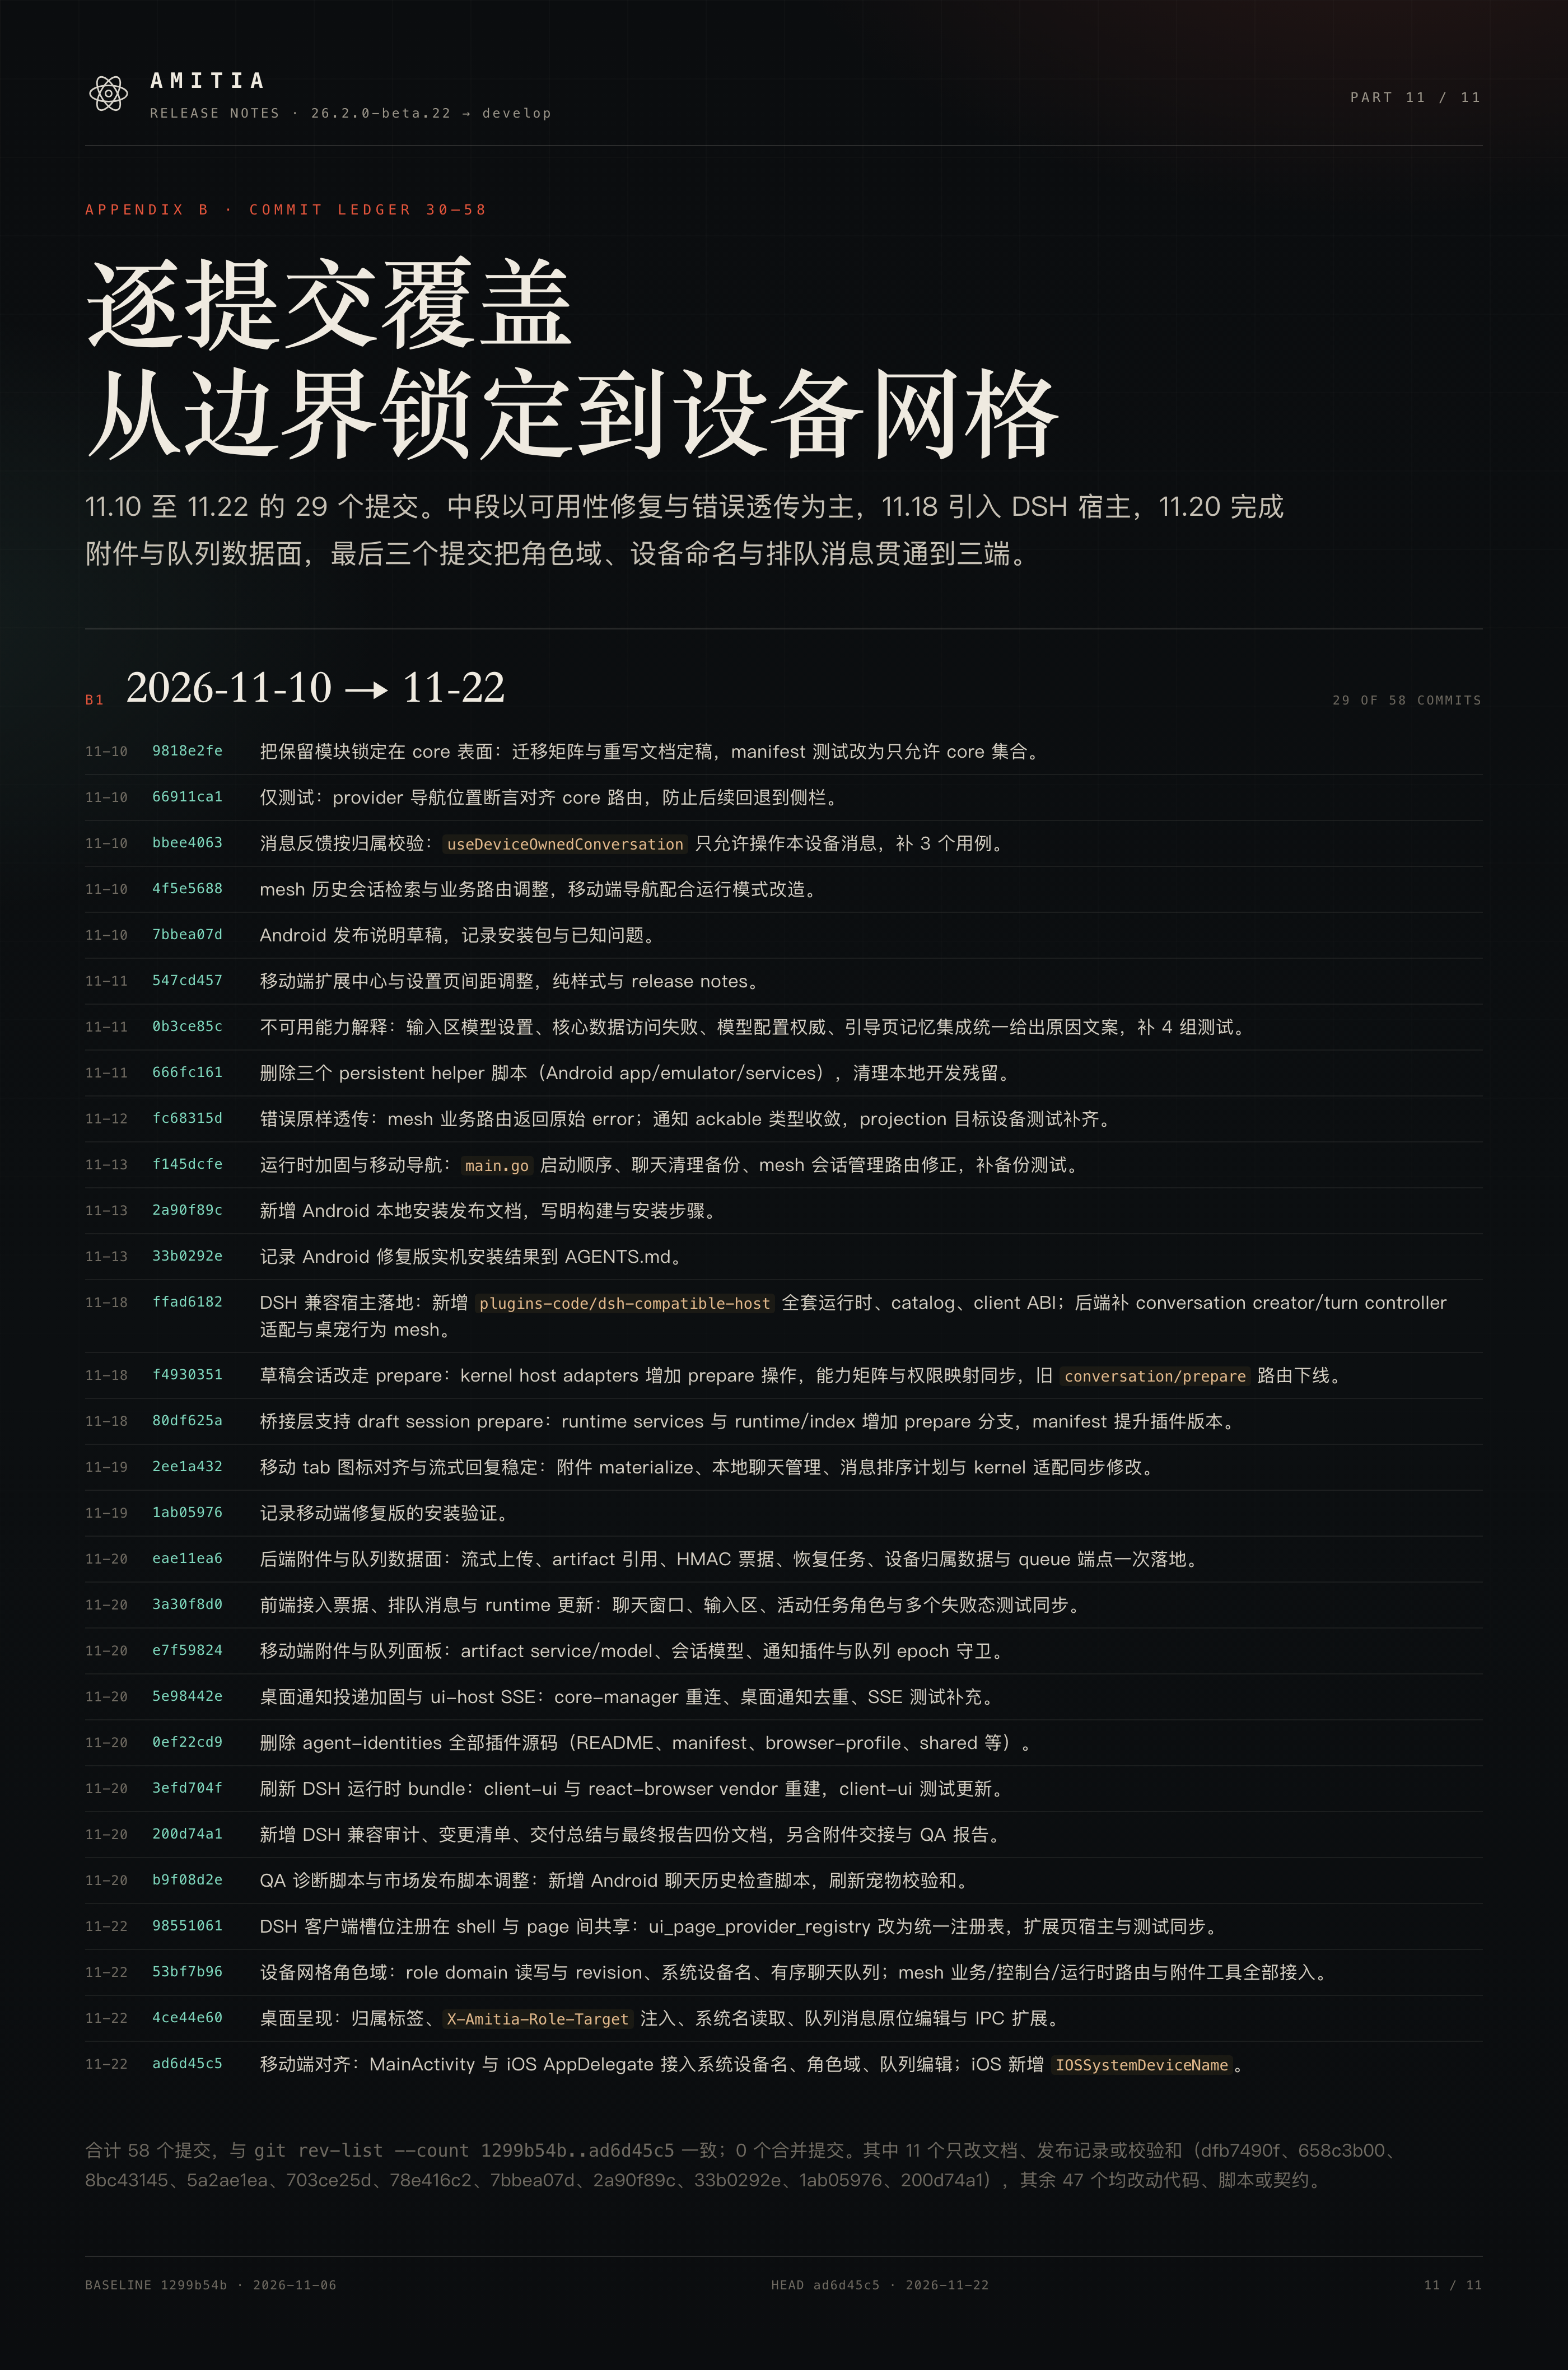 AMITIA
RELEASE NOTES · 26.2.0-beta.22 → develop
PART 11 / 11
APPENDIX B · COMMIT LEDGER 30—58
逐提交覆盖
从边界锁定到设备网格
11.10 至 11.22 的 29 个提交。中段以可用性修复与错误透传为主，11.18 引入 DSH 宿主，11.20 完成
附件与队列数据面，最后三个提交把角色域、设备命名与排队消息贯通到三端。
B1 2026-11-10 → 11-22
29 OF 58 COMMITS
11-10 9818e2fe 把保留模块锁定在 core 表面：迁移矩阵与重写文档定稿，manifest 测试改为只允许 core 集合。
11-10 66911ca1 仅测试：provider 导航位置断言对齐 core 路由，防止后续回退到侧栏。
11-10 bbee4063 消息反馈按归属校验：useDeviceOwnedConversation 只允许操作本设备消息，补 3 个用例。
11-10 4f5e5688 mesh 历史会话检索与业务路由调整，移动端导航配合运行模式改造。
11-10 7bbea07d Android 发布说明草稿，记录安装包与已知问题。
11-11 547cd457 移动端扩展中心与设置页间距调整，纯样式与 release notes。
11-11 0b3ce85c 不可用能力解释：输入区模型设置、核心数据访问失败、模型配置权威、引导页记忆集成统一给出原因文案，补 4 组测试。
11-11 666fc161 删除三个 persistent helper 脚本（Android app/emulator/services），清理本地开发残留。
11-12 fc68315d 错误原样透传：mesh 业务路由返回原始 error；通知 ackable 类型收敛，projection 目标设备测试补齐。
11-13 f145dcfe 运行时加固与移动导航：main.go 启动顺序、聊天清理备份、mesh 会话管理路由修正，补备份测试。
11-13 2a90f89c 新增 Android 本地安装发布文档，写明构建与安装步骤。
11-13 33b0292e 记录 Android 修复版实机安装结果到 AGENTS.md。
11-18 ffad6182 DSH 兼容宿主落地：新增 plugins-code/dsh-compatible-host 全套运行时、catalog、client ABI；后端补 conversation creator/turn controller
适配与桌宠行为 mesh。
11-18 f4930351 草稿会话改走 prepare：kernel host adapters 增加 prepare 操作，能力矩阵与权限映射同步，旧 conversation/prepare 路由下线。
11-18 80df625a 桥接层支持 draft session prepare：runtime services 与 runtime/index 增加 prepare 分支，manifest 提升插件版本。
11-19 2ee1a432 移动 tab 图标对齐与流式回复稳定：附件 materialize、本地聊天管理、消息排序计划与 kernel 适配同步修改。
11-19 1ab05976 记录移动端修复版的安装验证。
11-20 eae11ea6 后端附件与队列数据面：流式上传、artifact 引用、HMAC 票据、恢复任务、设备归属数据与 queue 端点一次落地。
11-20 3a30f8d0 前端接入票据、排队消息与 runtime 更新：聊天窗口、输入区、活动任务角色与多个失败态测试同步。
11-20 e7f59824 移动端附件与队列面板：artifact service/model、会话模型、通知插件与队列 epoch 守卫。
11-20 5e98442e 桌面通知投递加固与 ui-host SSE：core-manager 重连、桌面通知去重、SSE 测试补充。
11-20 0ef22cd9 删除 agent-identities 全部插件源码（README、manifest、browser-profile、shared 等）。
11-20 3efd704f 刷新 DSH 运行时 bundle：client-ui 与 react-browser vendor 重建，client-ui 测试更新。
11-20 200d74a1 新增 DSH 兼容审计、变更清单、交付总结与最终报告四份文档，另含附件交接与 QA 报告。
11-20 b9f08d2e QA 诊断脚本与市场发布脚本调整：新增 Android 聊天历史检查脚本，刷新宠物校验和。
11-22 98551061 DSH 客户端槽位注册在 shell 与 page 间共享：ui_page_provider_registry 改为统一注册表，扩展页宿主与测试同步。
11-22 53bf7b96 设备网格角色域：role domain 读写与 revision、系统设备名、有序聊天队列；mesh 业务/控制台/运行时路由与附件工具全部接入。
11-22 4ce44e60 桌面呈现：归属标签、X-Amitia-Role-Target 注入、系统名读取、队列消息原位编辑与 IPC 扩展。
11-22 ad6d45c5 移动端对齐：MainActivity 与 iOS AppDelegate 接入系统设备名、角色域、队列编辑；iOS 新增 IOSSystemDeviceName。
合计 58 个提交，与 git rev-list --count 1299b54b..ad6d45c5 一致；0 个合并提交。其中 11 个只改文档、发布记录或校验和（dfb7490f、658c3b00、
8bc43145、5a2ae1ea、703ce25d、78e416c2、7bbea07d、2a90f89c、33b0292e、1ab05976、200d74a1），其余 47 个均改动代码、脚本或契约。
BASELINE 1299b54b · 2026-11-06
HEAD ad6d45c5 · 2026-11-22
11 / 11